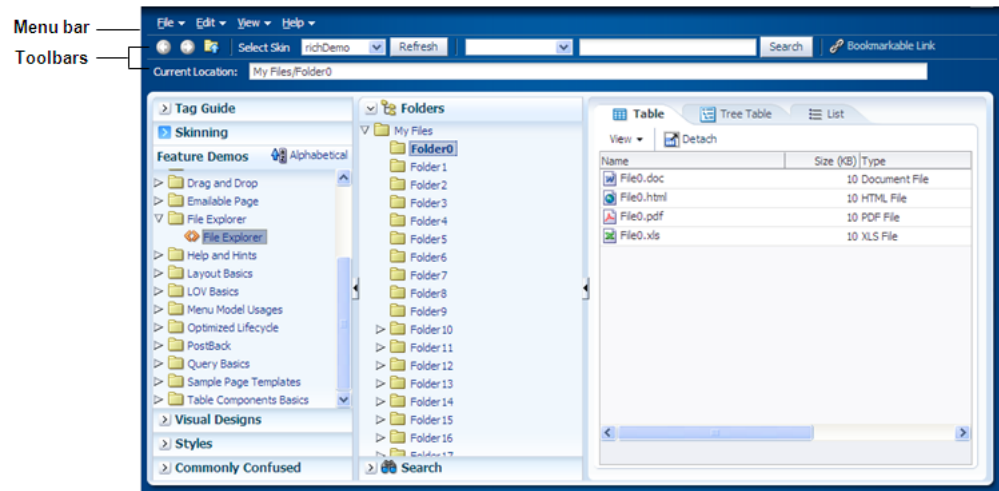 Menu bar
File Edit View Help
Toolbars
Select Skin richDemo Refresh Search Bookmarkable Link
Current Location: My Files/Folder0
Tag Guide
Skinning
Feature Demos Alphabetical
Drag and Drop
Emailable Page
File Explorer
File Explorer
Help and Hints
Layout Basics
LOV Basics
Menu Model Usages
Optimized Lifecycle
PostBack
Query Basics
Sample Page Templates
Table Components Basics
Visual Designs
Styles
Commonly Confused
Folders
My Files
Folder0
Folder1
Folder2
Folder3
Folder4
Folder5
Folder6
Folder7
Folder8
Folder9
Folder10
Folder11
Folder12
Folder13
Folder14
Folder15
Folder16
Folder17
Search
Table Tree Table List
View Detach
Name Size (KB) Type
File0.doc 10 Document File
File0.html 10 HTML File
File0.pdf 10 PDF File
File0.xls 10 XLS File